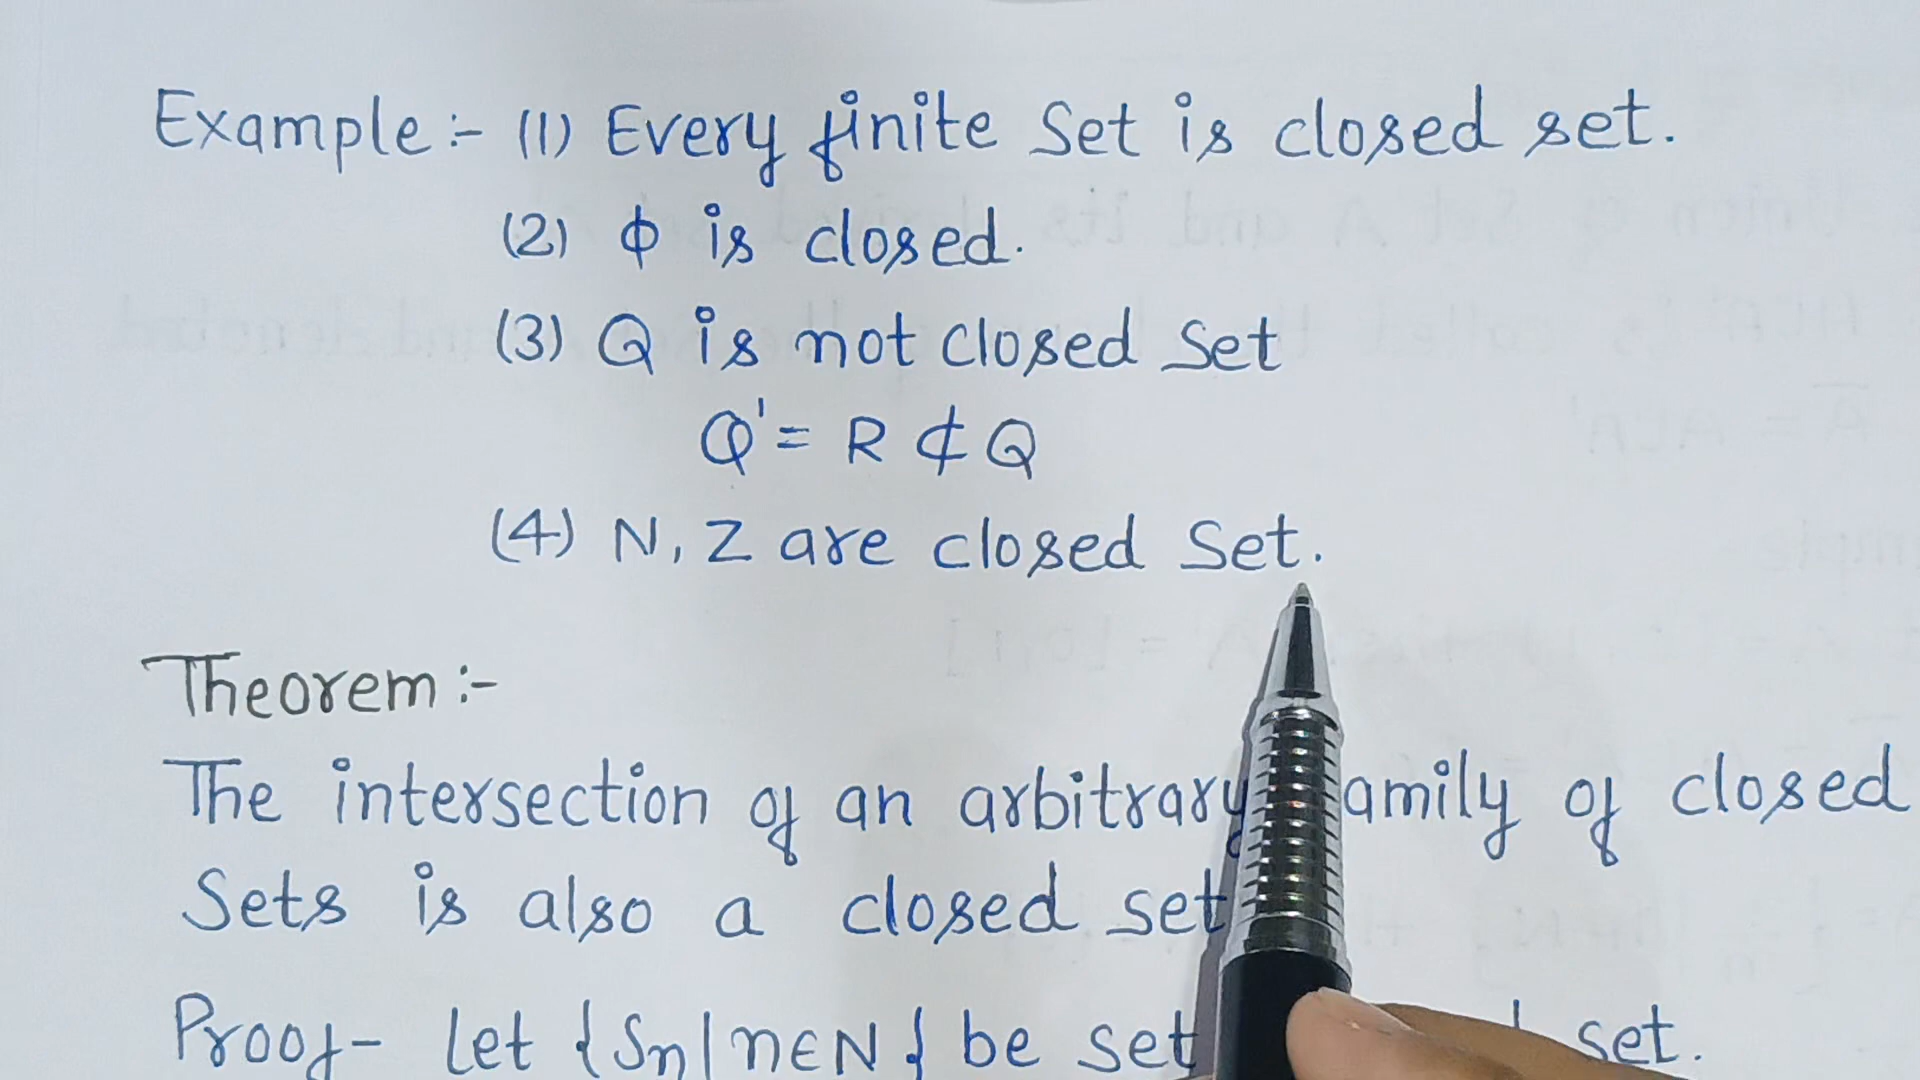 Example :- (1) Every finite Set is closed set.
(2) ϕ is closed.
(3) Q is not closed Set
Q' = R ⊄ Q
(4) N, Z are closed Set.
Theorem :-
The intersection of an arbitrary family of closed
Sets is also a closed set
Proof - Let {Sn | n∈N} be set set.